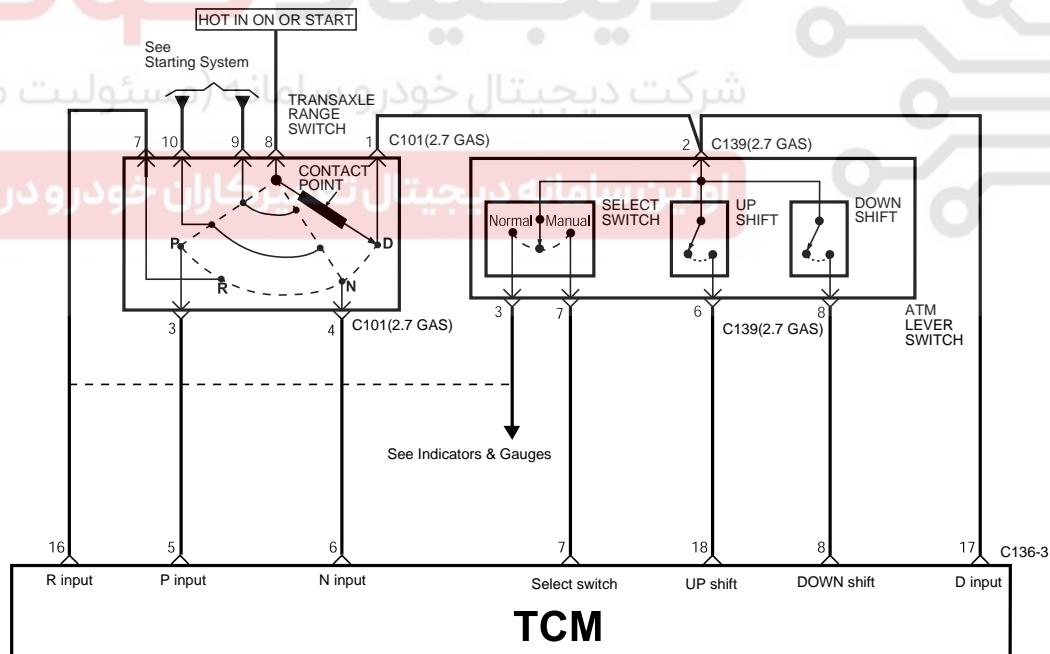 HOT IN ON OR START
See
Starting System
شرکت دیجیتال خودرو سامانه (مسئولیت
TRANSAXLE
RANGE
SWITCH
7
10
9
8
1
C101(2.7 GAS)
2
C139(2.7 GAS)
اولین سامانه دیجیتال تعمیرکاران خودرو در
CONTACT
POINT
P
R
N
D
Normal
Manual
SELECT
SWITCH
UP
SHIFT
DOWN
SHIFT
3
4
C101(2.7 GAS)
3
7
6
C139(2.7 GAS)
8
ATM
LEVER
SWITCH
See Indicators & Gauges
16
5
6
7
18
8
17
C136-3
R input
P input
N input
Select switch
UP shift
DOWN shift
D input
TCM